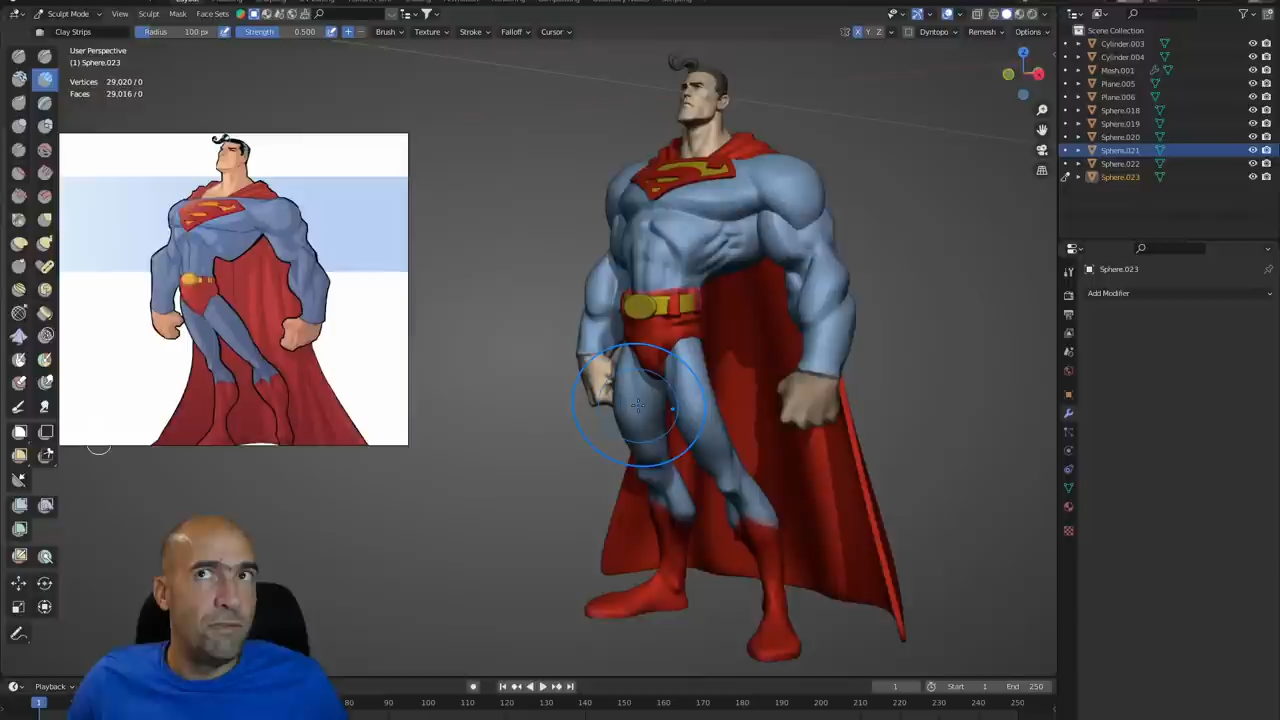 Layout
Sculpt Mode
View
Sculpt
Mask
Face Sets
Clay Strips
Radius
100 px
Strength
0.500
Brush
Texture
Stroke
Falloff
Cursor
X
Y
Z
Dyntopo
Remesh
Options
User Perspective
(1) Sphere.023
Vertices 29,020 / 0
Faces 29,016 / 0
Z
X
S
Scene Collection
Cylinder.003
Cylinder.004
Mesh.001
Plane.005
Plane.006
Sphere.018
Sphere.019
Sphere.020
Sphere.021
Sphere.022
Sphere.023
Sphere.023
Add Modifier
Playback
1
Start 1
End 250
1
80 90 100 110 120 130 140 150 160 170 180 190 200 210 220 230 240 250